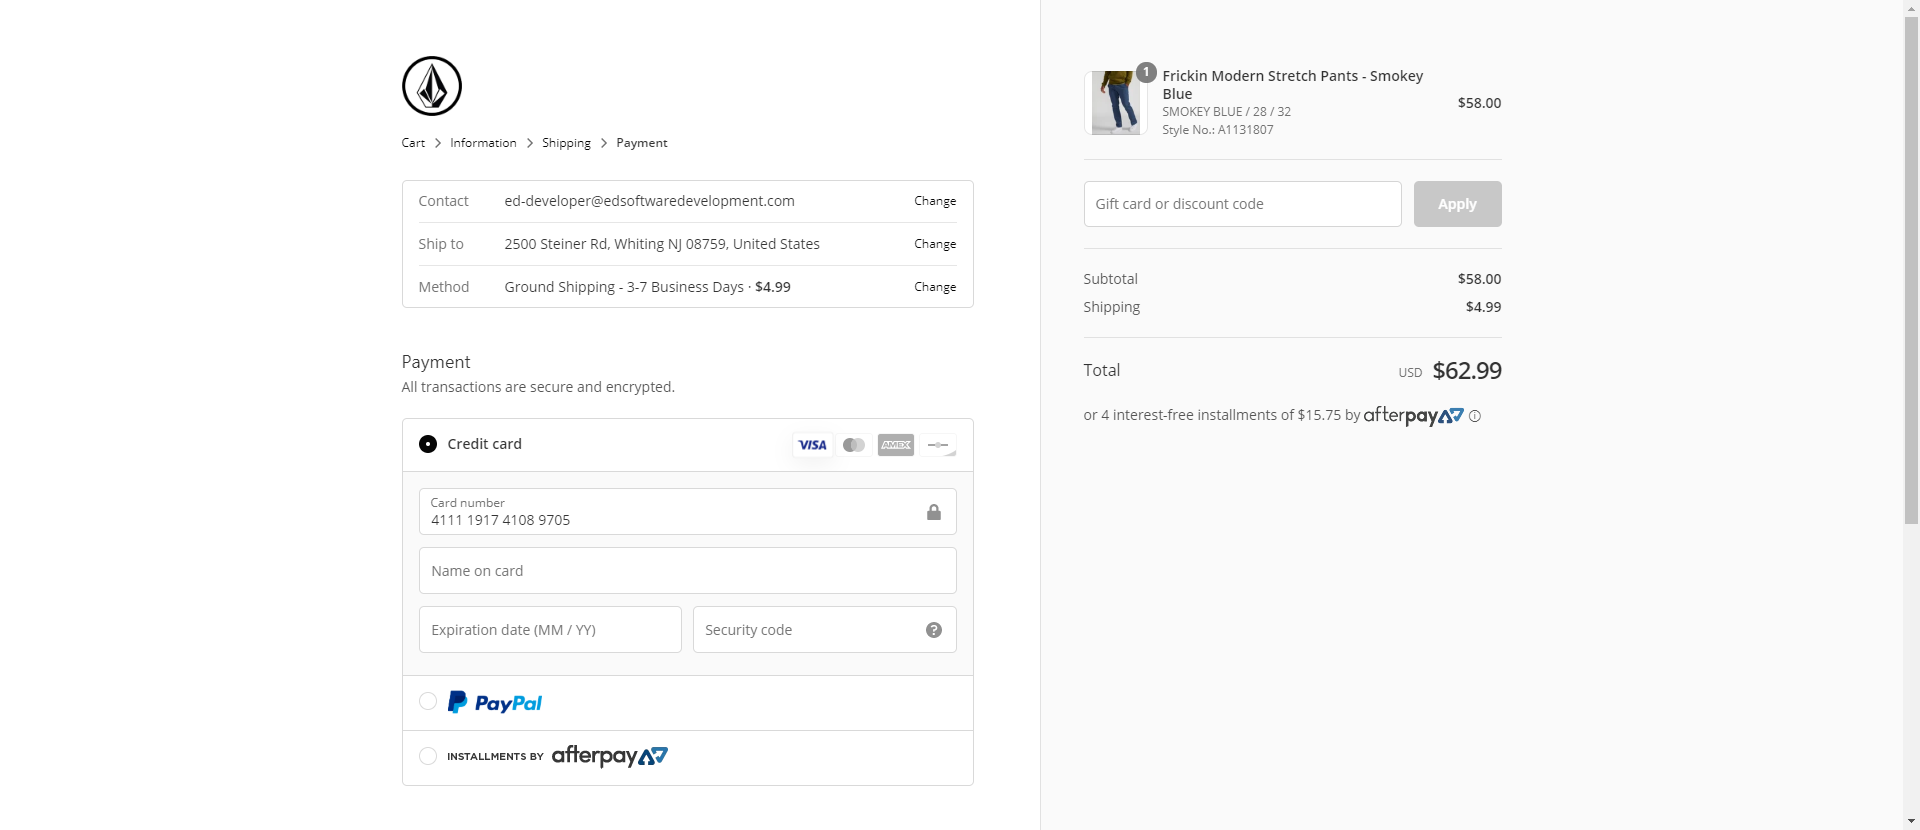 Cart > Information > Shipping > Payment
Contact ed-developer@edsoftwaredevelopment.com Change
Ship to 2500 Steiner Rd, Whiting NJ 08759, United States Change
Method Ground Shipping - 3-7 Business Days · $4.99 Change
Payment
All transactions are secure and encrypted.
Credit card VISA AMEX
Card number
4111 1917 4108 9705
Name on card
Expiration date (MM / YY) Security code ?
PayPal
INSTALLMENTS BY afterpay
1
Frickin Modern Stretch Pants - Smokey
Blue
SMOKEY BLUE / 28 / 32
Style No.: A1131807
$58.00
Gift card or discount code Apply
Subtotal $58.00
Shipping $4.99
Total USD $62.99
or 4 interest-free installments of $15.75 by afterpay